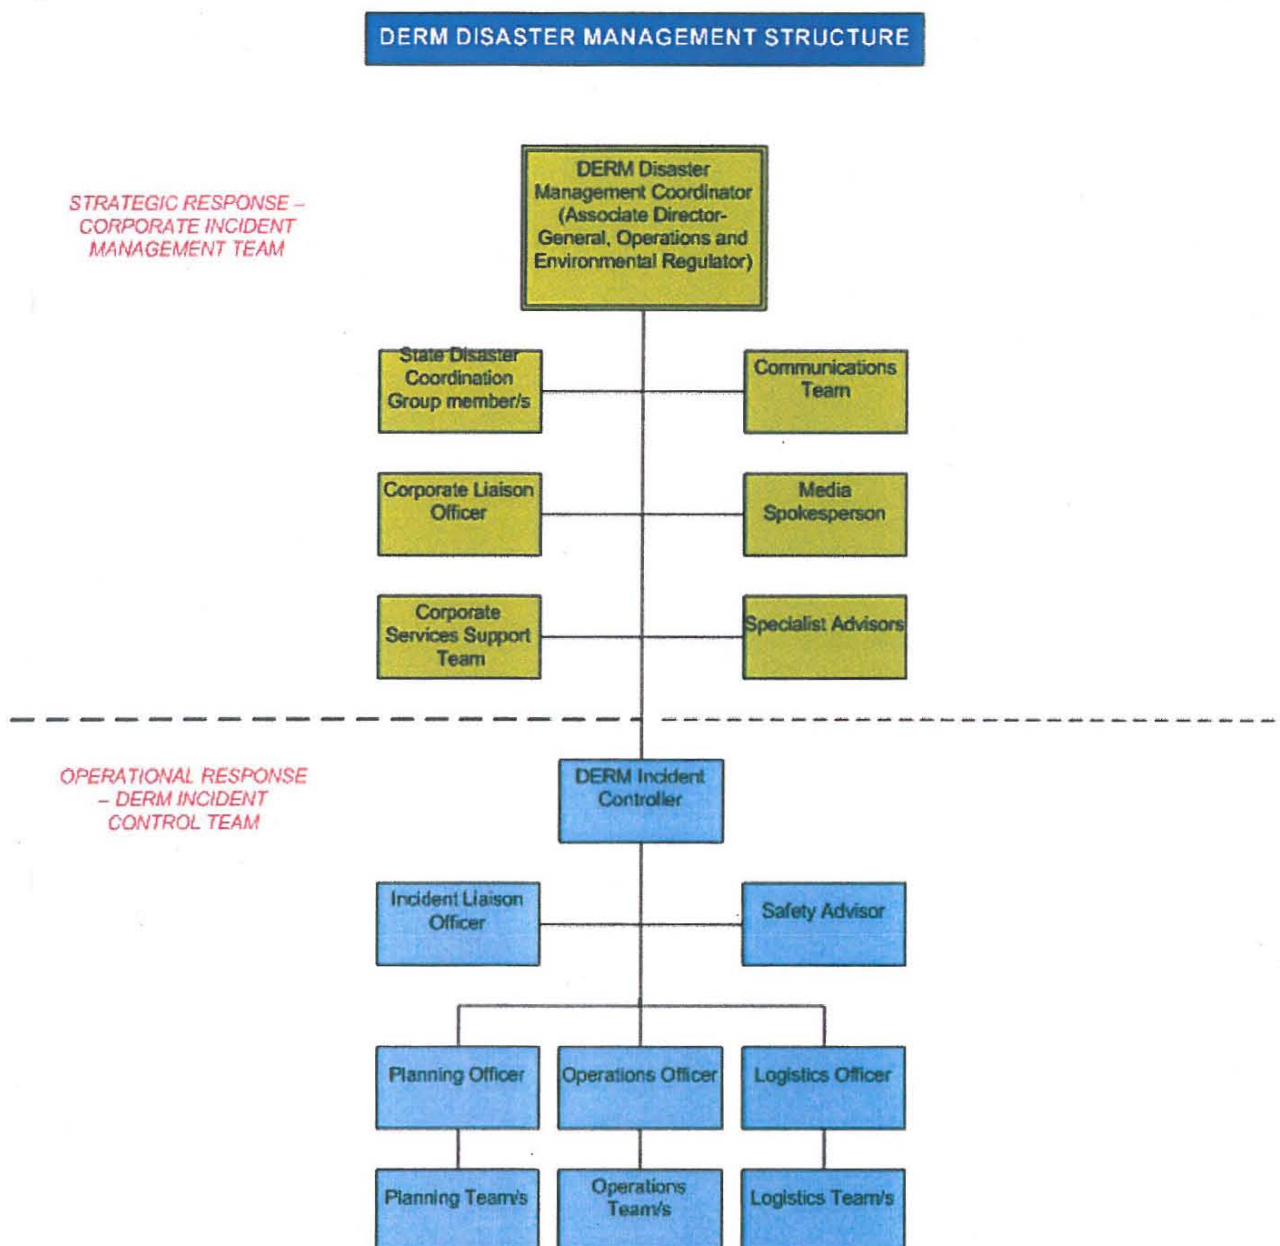 DERM DISASTER MANAGEMENT STRUCTURE
DERM Disaster
Management Coordinator
(Associate Director-
General, Operations and
Environmental Regulator)
STRATEGIC RESPONSE –
CORPORATE INCIDENT
MANAGEMENT TEAM
State Disaster
Coordination
Group member/s
Communications
Team
Corporate Liaison
Officer
Media
Spokesperson
Corporate
Services Support
Team
Specialist Advisors
OPERATIONAL RESPONSE
– DERM INCIDENT
CONTROL TEAM
DERM Incident
Controller
Incident Liaison
Officer
Safety Advisor
Planning Officer
Operations Officer
Logistics Officer
Planning Team/s
Operations
Team/s
Logistics Team/s